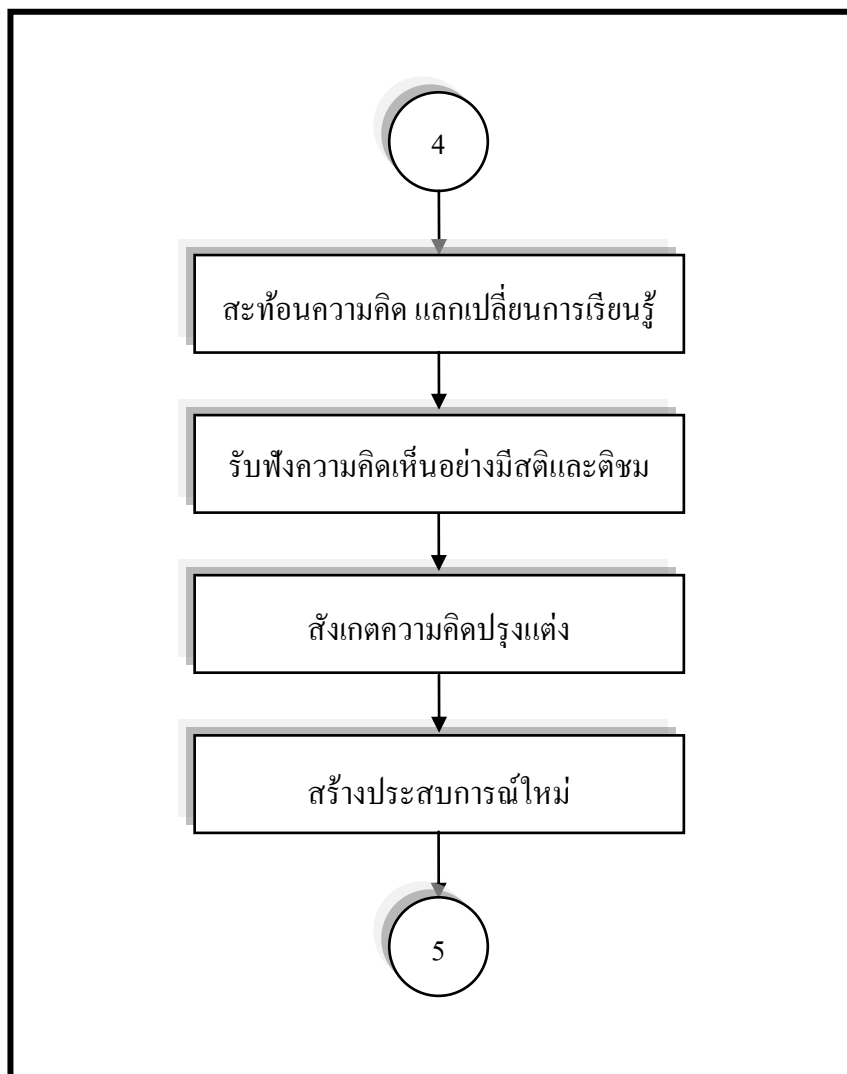 4
สะท้อนความคิด แลกเปลี่ยนการเรียนรู้
รับฟังความคิดเห็นอย่างมีสติและติชม
สังเกตความคิดปรุงแต่ง
สร้างประสบการณ์ใหม่
5